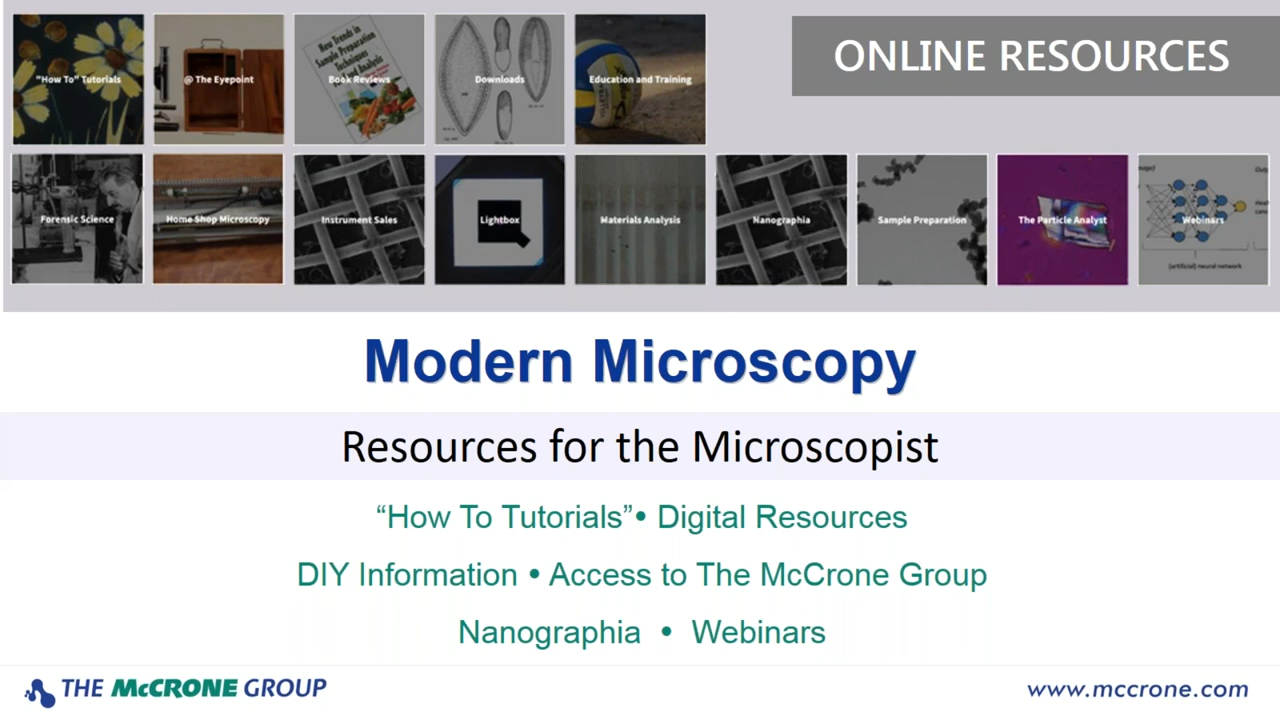 ONLINE RESOURCES
"How To" Tutorials
@ The Eyepoint
Book Reviews
New Trends in
Sample Preparation
Techniques
Analysis
Downloads
Education and Training
Forensic Science
Home Shop Microscopy
Instrument Sales
Lightbox
Materials Analysis
Nanographia
Sample Preparation
The Particle Analyst
Webinars
(artificial) neural network
Modern Microscopy
Resources for the Microscopist
“How To Tutorials”• Digital Resources
DIY Information • Access to The McCrone Group
Nanographia • Webinars
THE McCRONE GROUP
www.mccrone.com